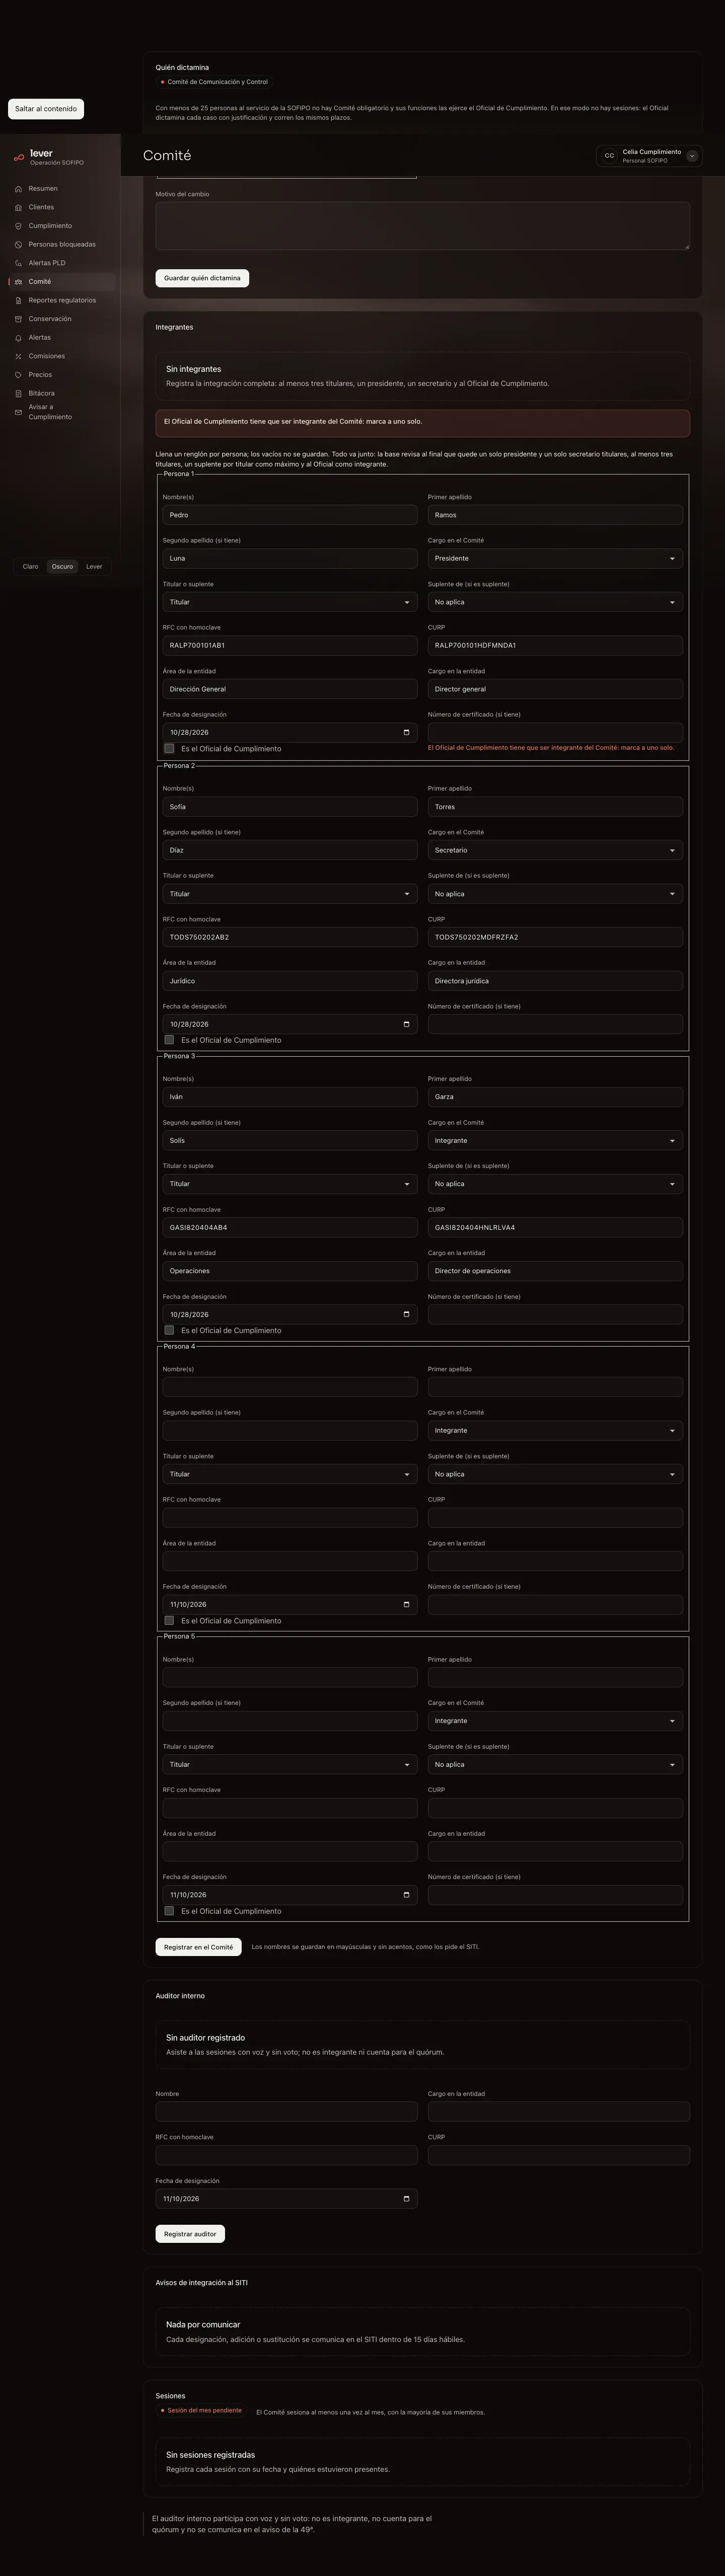 Quién dictamina
Comité de Comunicación y Control
Con menos de 25 personas al servicio de la SOFIPO no hay Comité obligatorio y sus funciones las ejerce el Oficial de Cumplimiento. En ese modo no hay sesiones: el Oficial
dictamina cada caso con justificación y corren los mismos plazos.
Saltar al contenido
lever
Operación SOFIPO
Resumen
Clientes
Cumplimiento
Personas bloqueadas
Alertas PLD
Comité
Reportes regulatorios
Conservación
Alertas
Comisiones
Precios
Bitácora
Avisar a
Cumplimiento
Claro
Oscuro
Lever
Comité
CC
Celia Cumplimiento
Personal SOFIPO
Motivo del cambio
Guardar quién dictamina
Integrantes
Sin integrantes
Registra la integración completa: al menos tres titulares, un presidente, un secretario y al Oficial de Cumplimiento.
El Oficial de Cumplimiento tiene que ser integrante del Comité: marca a uno solo.
Llena un renglón por persona; los vacíos no se guardan. Todo va junto: la base revisa al final que quede un solo presidente y un solo secretario titulares, al menos tres
titulares, un suplente por titular como máximo y al Oficial como integrante.
Persona 1
Nombre(s)
Primer apellido
Pedro
Ramos
Segundo apellido (si tiene)
Cargo en el Comité
Luna
Presidente
Titular o suplente
Suplente de (si es suplente)
Titular
No aplica
RFC con homoclave
CURP
RALP700101AB1
RALP700101HDFMNDA1
Área de la entidad
Cargo en la entidad
Dirección General
Director general
Fecha de designación
Número de certificado (si tiene)
10/28/2026
Es el Oficial de Cumplimiento
El Oficial de Cumplimiento tiene que ser integrante del Comité: marca a uno solo.
Persona 2
Nombre(s)
Primer apellido
Sofía
Torres
Segundo apellido (si tiene)
Cargo en el Comité
Díaz
Secretario
Titular o suplente
Suplente de (si es suplente)
Titular
No aplica
RFC con homoclave
CURP
TODS750202AB2
TODS750202MDFRZFA2
Área de la entidad
Cargo en la entidad
Jurídico
Directora jurídica
Fecha de designación
Número de certificado (si tiene)
10/28/2026
Es el Oficial de Cumplimiento
Persona 3
Nombre(s)
Primer apellido
Iván
Garza
Segundo apellido (si tiene)
Cargo en el Comité
Solís
Integrante
Titular o suplente
Suplente de (si es suplente)
Titular
No aplica
RFC con homoclave
CURP
GASI820404AB4
GASI820404HNLRLVA4
Área de la entidad
Cargo en la entidad
Operaciones
Director de operaciones
Fecha de designación
Número de certificado (si tiene)
10/28/2026
Es el Oficial de Cumplimiento
Persona 4
Nombre(s)
Primer apellido
Segundo apellido (si tiene)
Cargo en el Comité
Integrante
Titular o suplente
Suplente de (si es suplente)
Titular
No aplica
RFC con homoclave
CURP
Área de la entidad
Cargo en la entidad
Fecha de designación
Número de certificado (si tiene)
11/10/2026
Es el Oficial de Cumplimiento
Persona 5
Nombre(s)
Primer apellido
Segundo apellido (si tiene)
Cargo en el Comité
Integrante
Titular o suplente
Suplente de (si es suplente)
Titular
No aplica
RFC con homoclave
CURP
Área de la entidad
Cargo en la entidad
Fecha de designación
Número de certificado (si tiene)
11/10/2026
Es el Oficial de Cumplimiento
Registrar en el Comité
Los nombres se guardan en mayúsculas y sin acentos, como los pide el SITI.
Auditor interno
Sin auditor registrado
Asiste a las sesiones con voz y sin voto; no es integrante ni cuenta para el quórum.
Nombre
Cargo en la entidad
RFC con homoclave
CURP
Fecha de designación
11/10/2026
Registrar auditor
Avisos de integración al SITI
Nada por comunicar
Cada designación, adición o sustitución se comunica en el SITI dentro de 15 días hábiles.
Sesiones
Sesión del mes pendiente
El Comité sesiona al menos una vez al mes, con la mayoría de sus miembros.
Sin sesiones registradas
Registra cada sesión con su fecha y quiénes estuvieron presentes.
El auditor interno participa con voz y sin voto: no es integrante, no cuenta para el
quórum y no se comunica en el aviso de la 49ª.